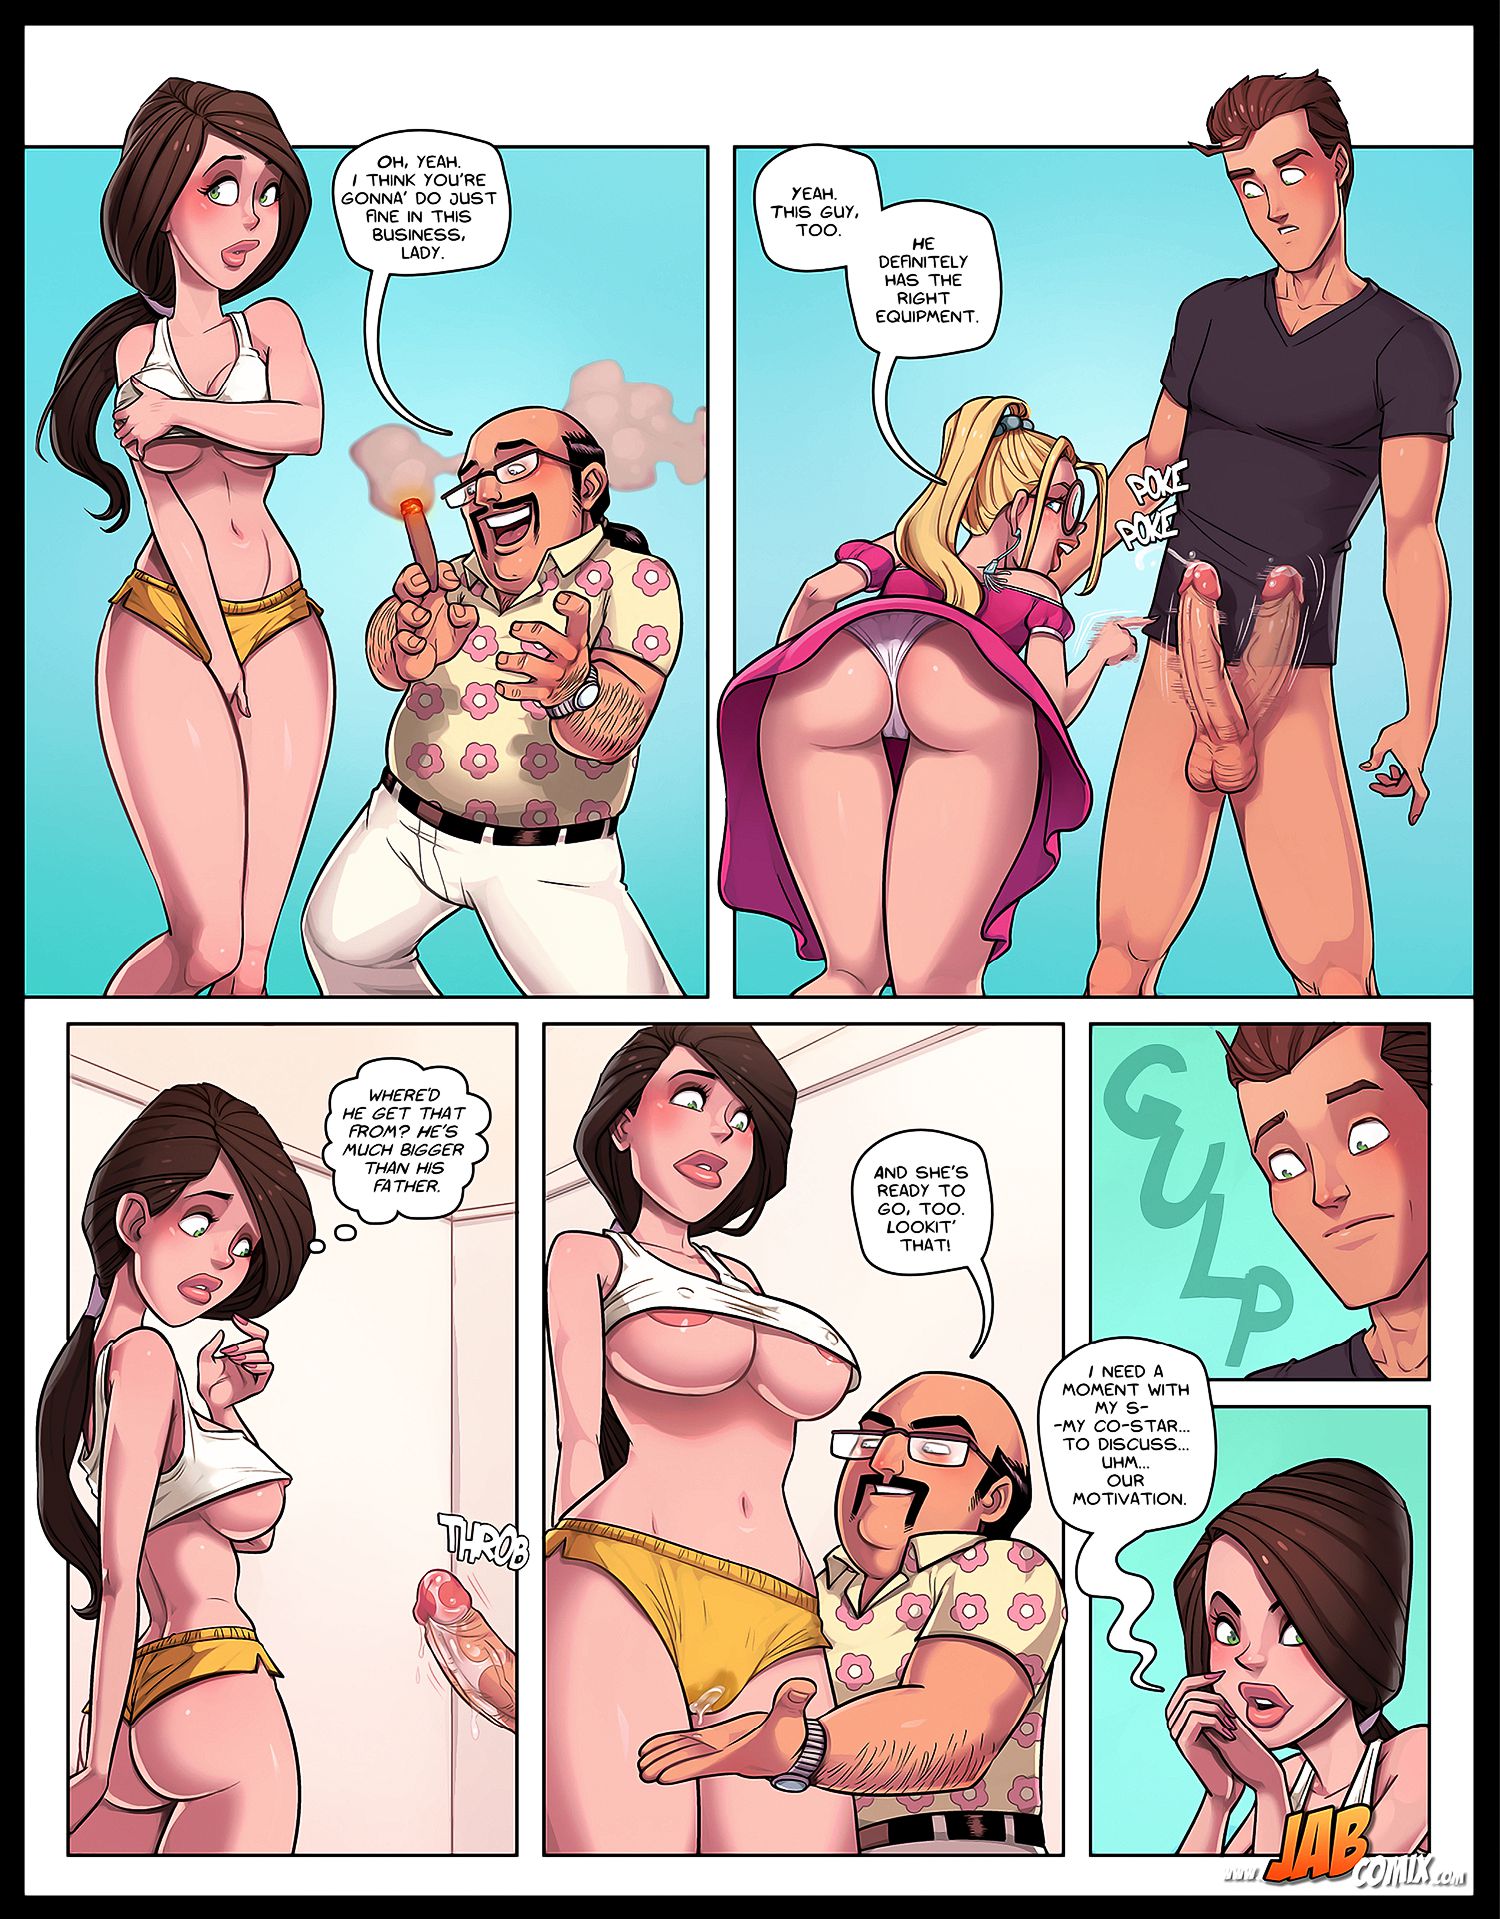 OH, YEAH.
I THINK YOU'RE
GONNA' DO JUST
FINE IN THIS
BUSINESS,
LADY.
YEAH.
THIS GUY,
TOO.
HE
DEFINITELY
HAS THE
RIGHT
EQUIPMENT.
POKE
POKE
WHERE'D
HE GET THAT
FROM? HE'S
MUCH BIGGER
THAN HIS
FATHER.
THROB
AND SHE'S
READY TO
GO, TOO.
LOOKIT'
THAT!
GULP
I NEED A
MOMENT WITH
MY S-
-MY CO-STAR...
TO DISCUSS...
UHM...
OUR
MOTIVATION.
www.JABCOMIX.com